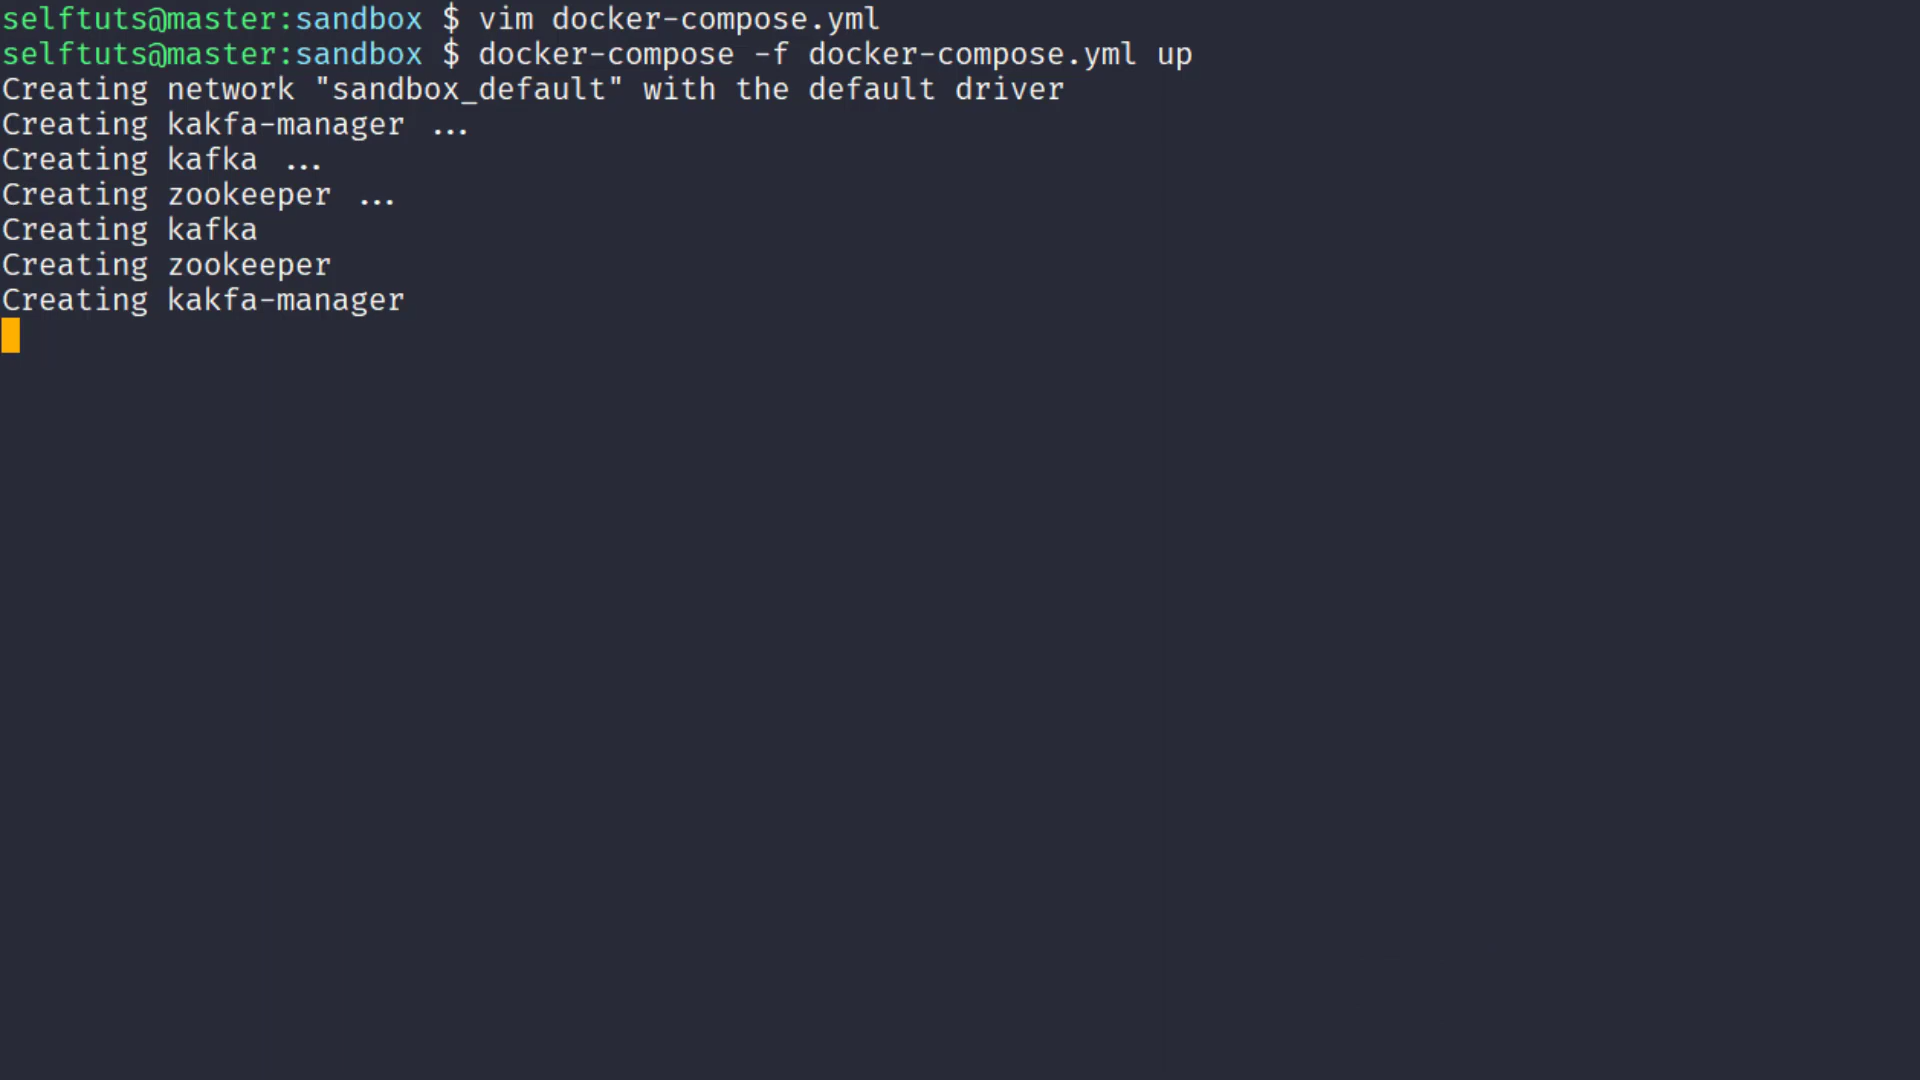 selftuts@master:sandbox $ vim docker-compose.yml
selftuts@master:sandbox $ docker-compose -f docker-compose.yml up
Creating network "sandbox_default" with the default driver
Creating kakfa-manager ...
Creating kafka ...
Creating zookeeper ...
Creating kafka
Creating zookeeper
Creating kakfa-manager